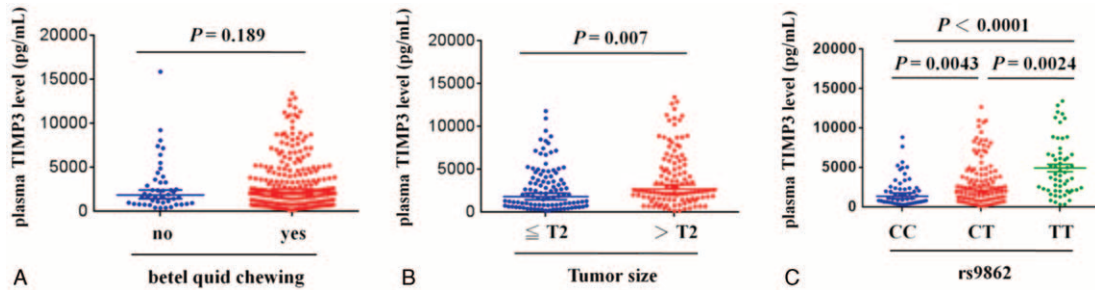 plasma TIMP3 level (pg/mL)
20000
15000
10000
5000
0
P = 0.189
no
yes
betel quid chewing
A
plasma TIMP3 level (pg/mL)
20000
15000
10000
5000
0
P = 0.007
≦ T2
> T2
Tumor size
B
plasma TIMP3 level (pg/mL)
20000
15000
10000
5000
0
P < 0.0001
P = 0.0043
P = 0.0024
CC
CT
TT
rs9862
C